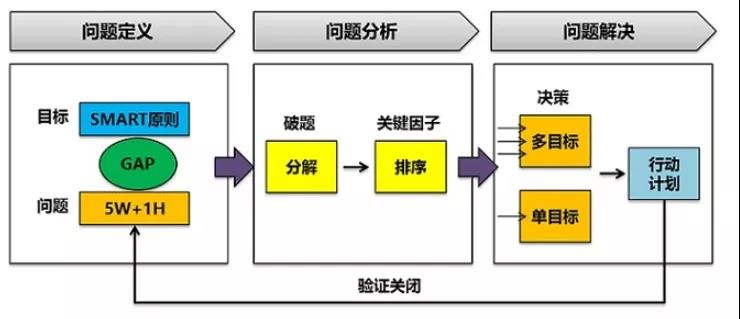 问题定义
问题分析
问题解决
目标
SMART原则
GAP
问题
5W+1H
破题
分解
关键因子
排序
决策
多目标
单目标
行动
计划
验证关闭